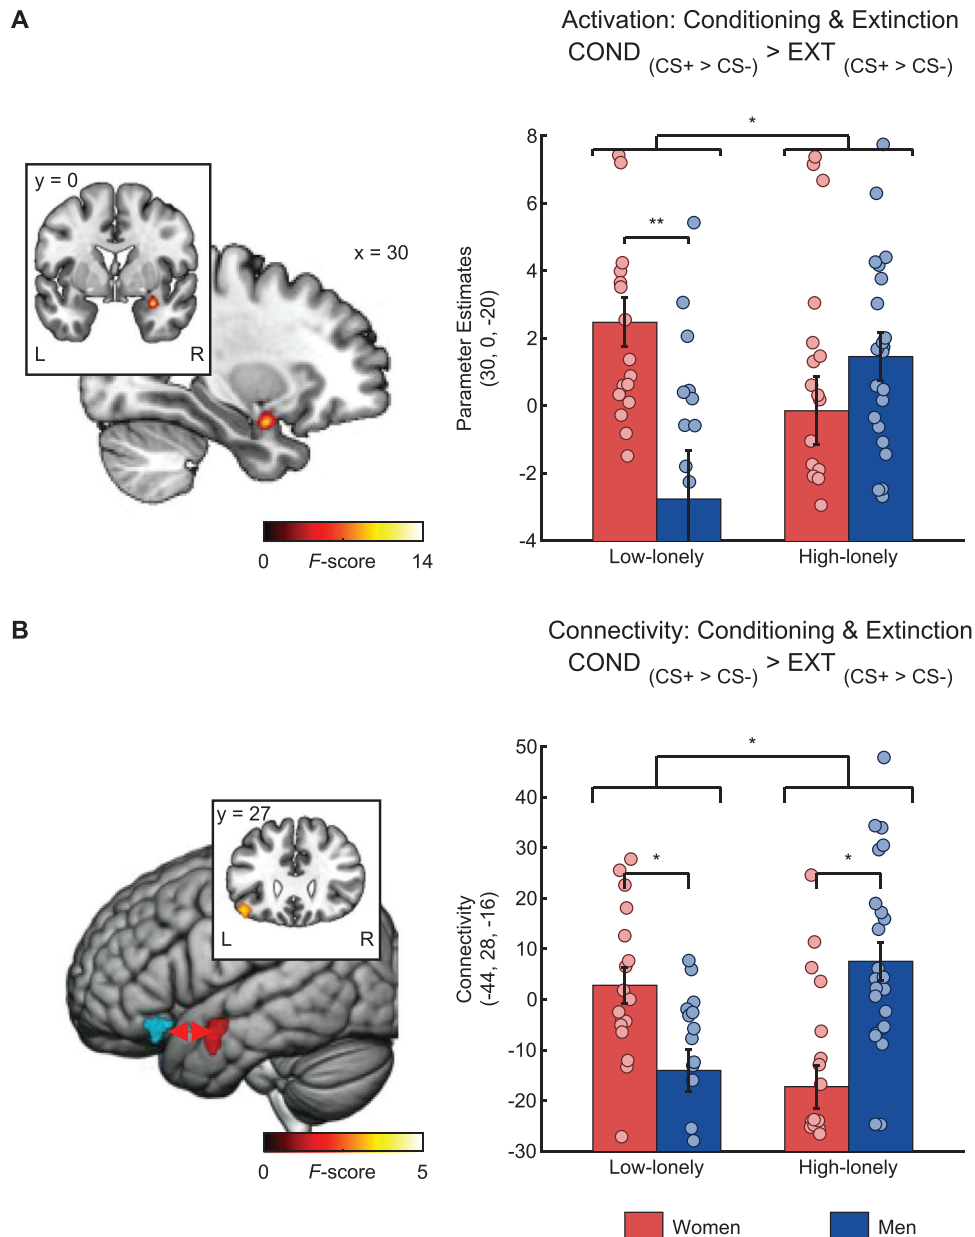 A
Activation: Conditioning & Extinction
COND (CS+ > CS-) > EXT (CS+ > CS-)
y = 0
x = 30
L R
0 F-score 14
Parameter Estimates
(30, 0, -20)
8
6
4
2
0
-2
-4
*
**
Low-lonely High-lonely
B
Connectivity: Conditioning & Extinction
COND (CS+ > CS-) > EXT (CS+ > CS-)
y = 27
L R
0 F-score 5
Connectivity
(-44, 28, -16)
50
40
30
20
10
0
-10
-20
-30
*
* *
Low-lonely High-lonely
Women Men